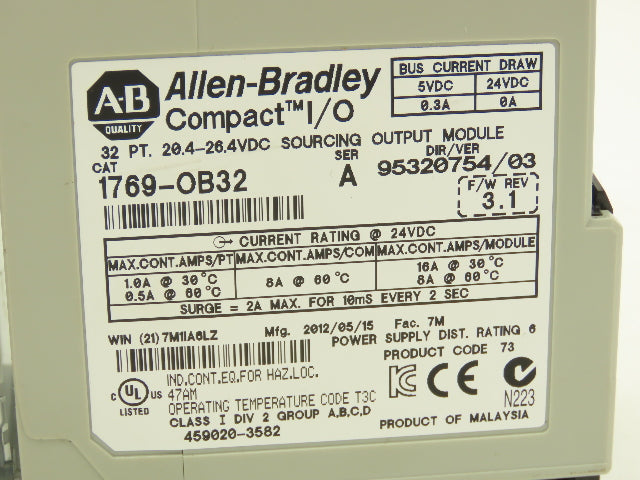 A-B
QUALITY
Allen-Bradley
Compact™ I/O
BUS CURRENT DRAW
5VDC 24VDC
0.3A 0A
32 PT. 20.4-26.4VDC SOURCING OUTPUT MODULE
CAT SER DIR/VER
1769-OB32 A 95320754/03
F/W REV
3.1
CURRENT RATING @ 24VDC
MAX.CONT.AMPS/PT MAX.CONT.AMPS/COM MAX.CONT.AMPS/MODULE
1.0A @ 30°C 8A @ 60°C 16A @ 30°C
0.5A @ 60°C 8A @ 60°C
SURGE = 2A MAX. FOR 10mS EVERY 2 SEC
WIN (21) 7M1IA6LZ Mfg. 2012/05/15 Fac. 7M
POWER SUPPLY DIST. RATING 6
PRODUCT CODE 73
IND.CONT.EQ.FOR HAZ.LOC.
C UL US 47AM
LISTED OPERATING TEMPERATURE CODE T3C
CLASS I DIV 2 GROUP A,B,C,D
459020-3582
CE
N223
PRODUCT OF MALAYSIA